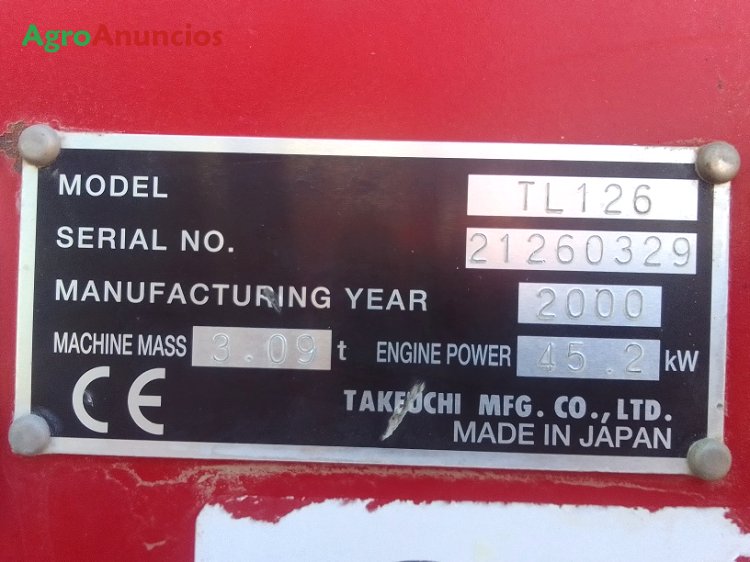 AgroAnuncios
MODEL TL126
SERIAL NO. 21260329
MANUFACTURING YEAR 2000
MACHINE MASS 3.09 t ENGINE POWER 45.2 kW
CE TAKEUCHI MFG. CO., LTD.
MADE IN JAPAN